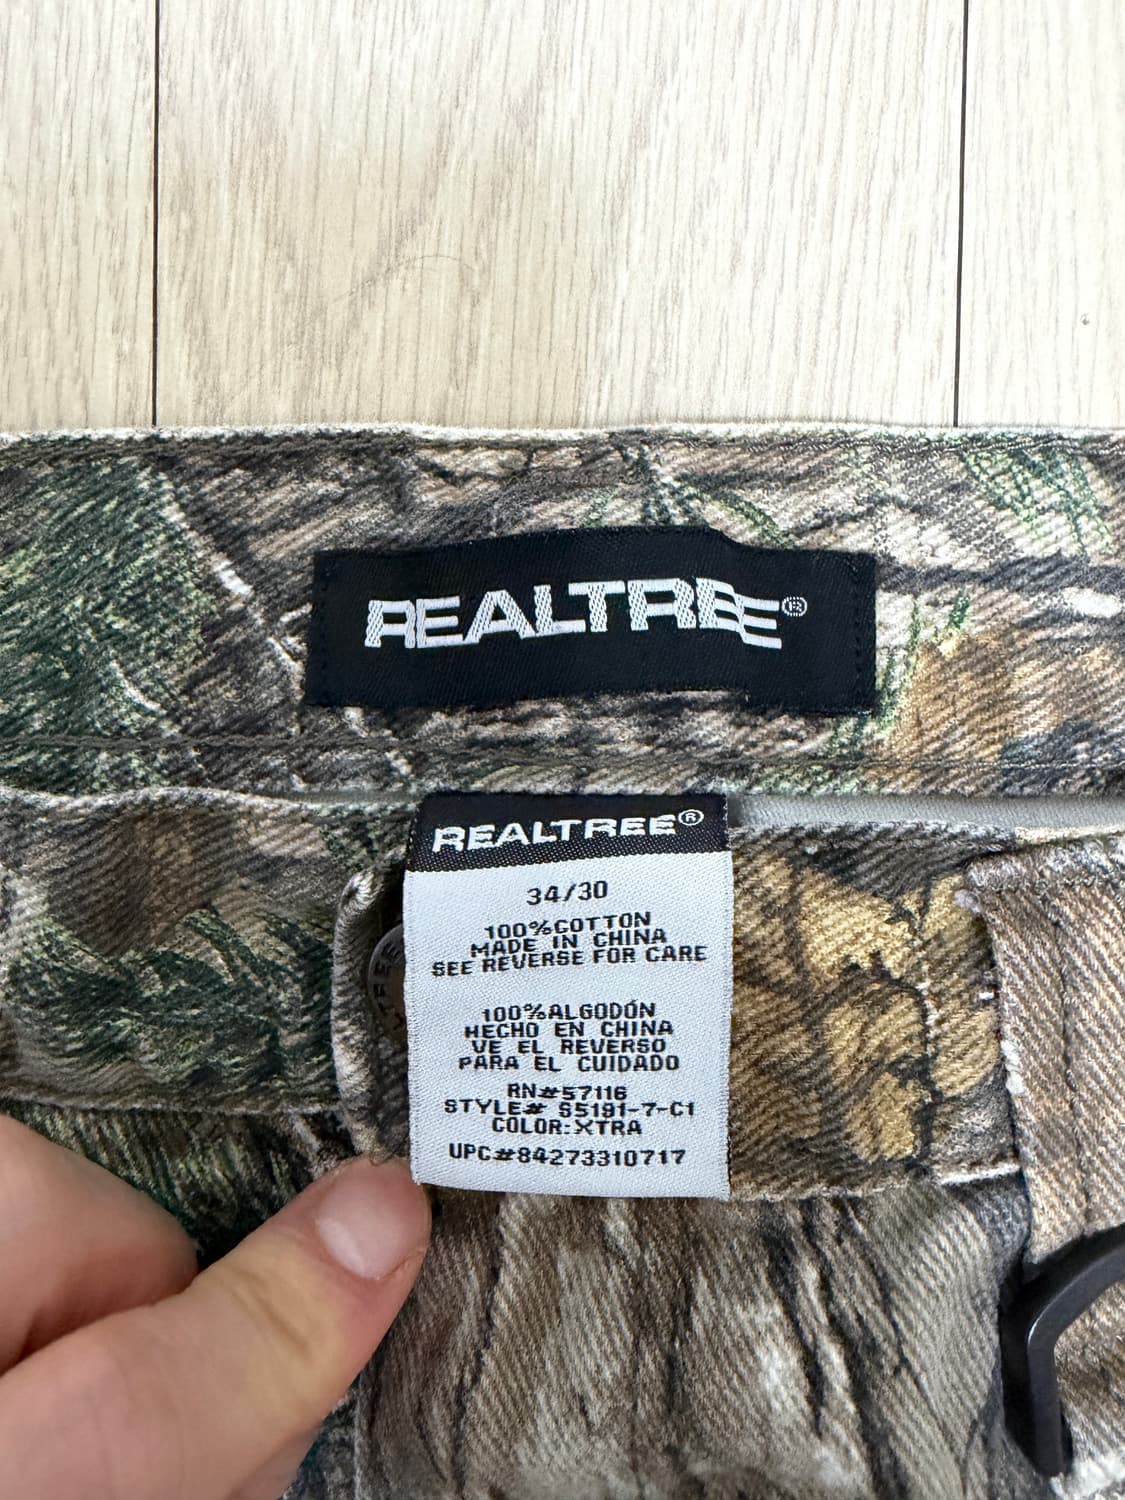 REALTREE®
REALTREE®
34/30
100%COTTON
MADE IN CHINA
SEE REVERSE FOR CARE
100%ALGODÓN
HECHO EN CHINA
VE EL REVERSO
PARA EL CUIDADO
RN#57116
STYLE# S5191-7-C1
COLOR:XTRA
UPC#84273310717